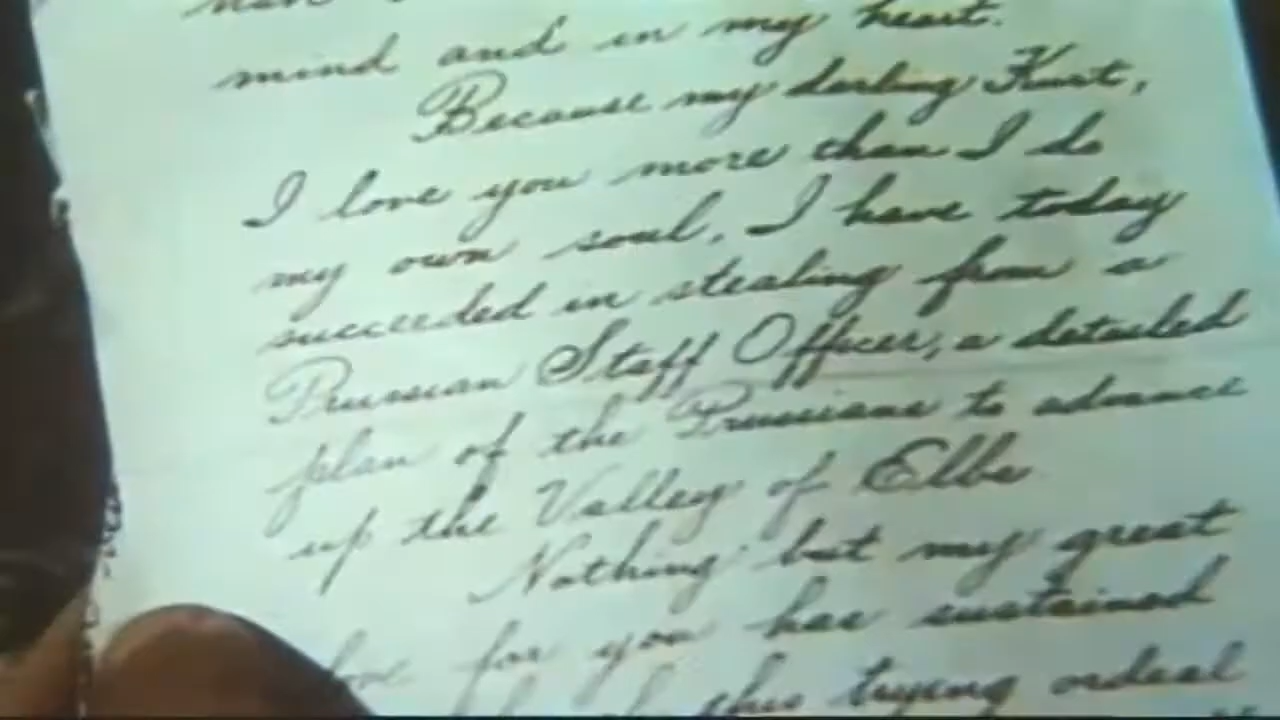 mind and in my heart.
Because my darling Kurt,
I love you more than I do
my own soul, I have today
succeeded in stealing from a
Prussian Staff Officer, a detailed
plan of the Prussians to advance
up the Valley of Elbe
Nothing but my great
love for you has sustained
this trying ordeal